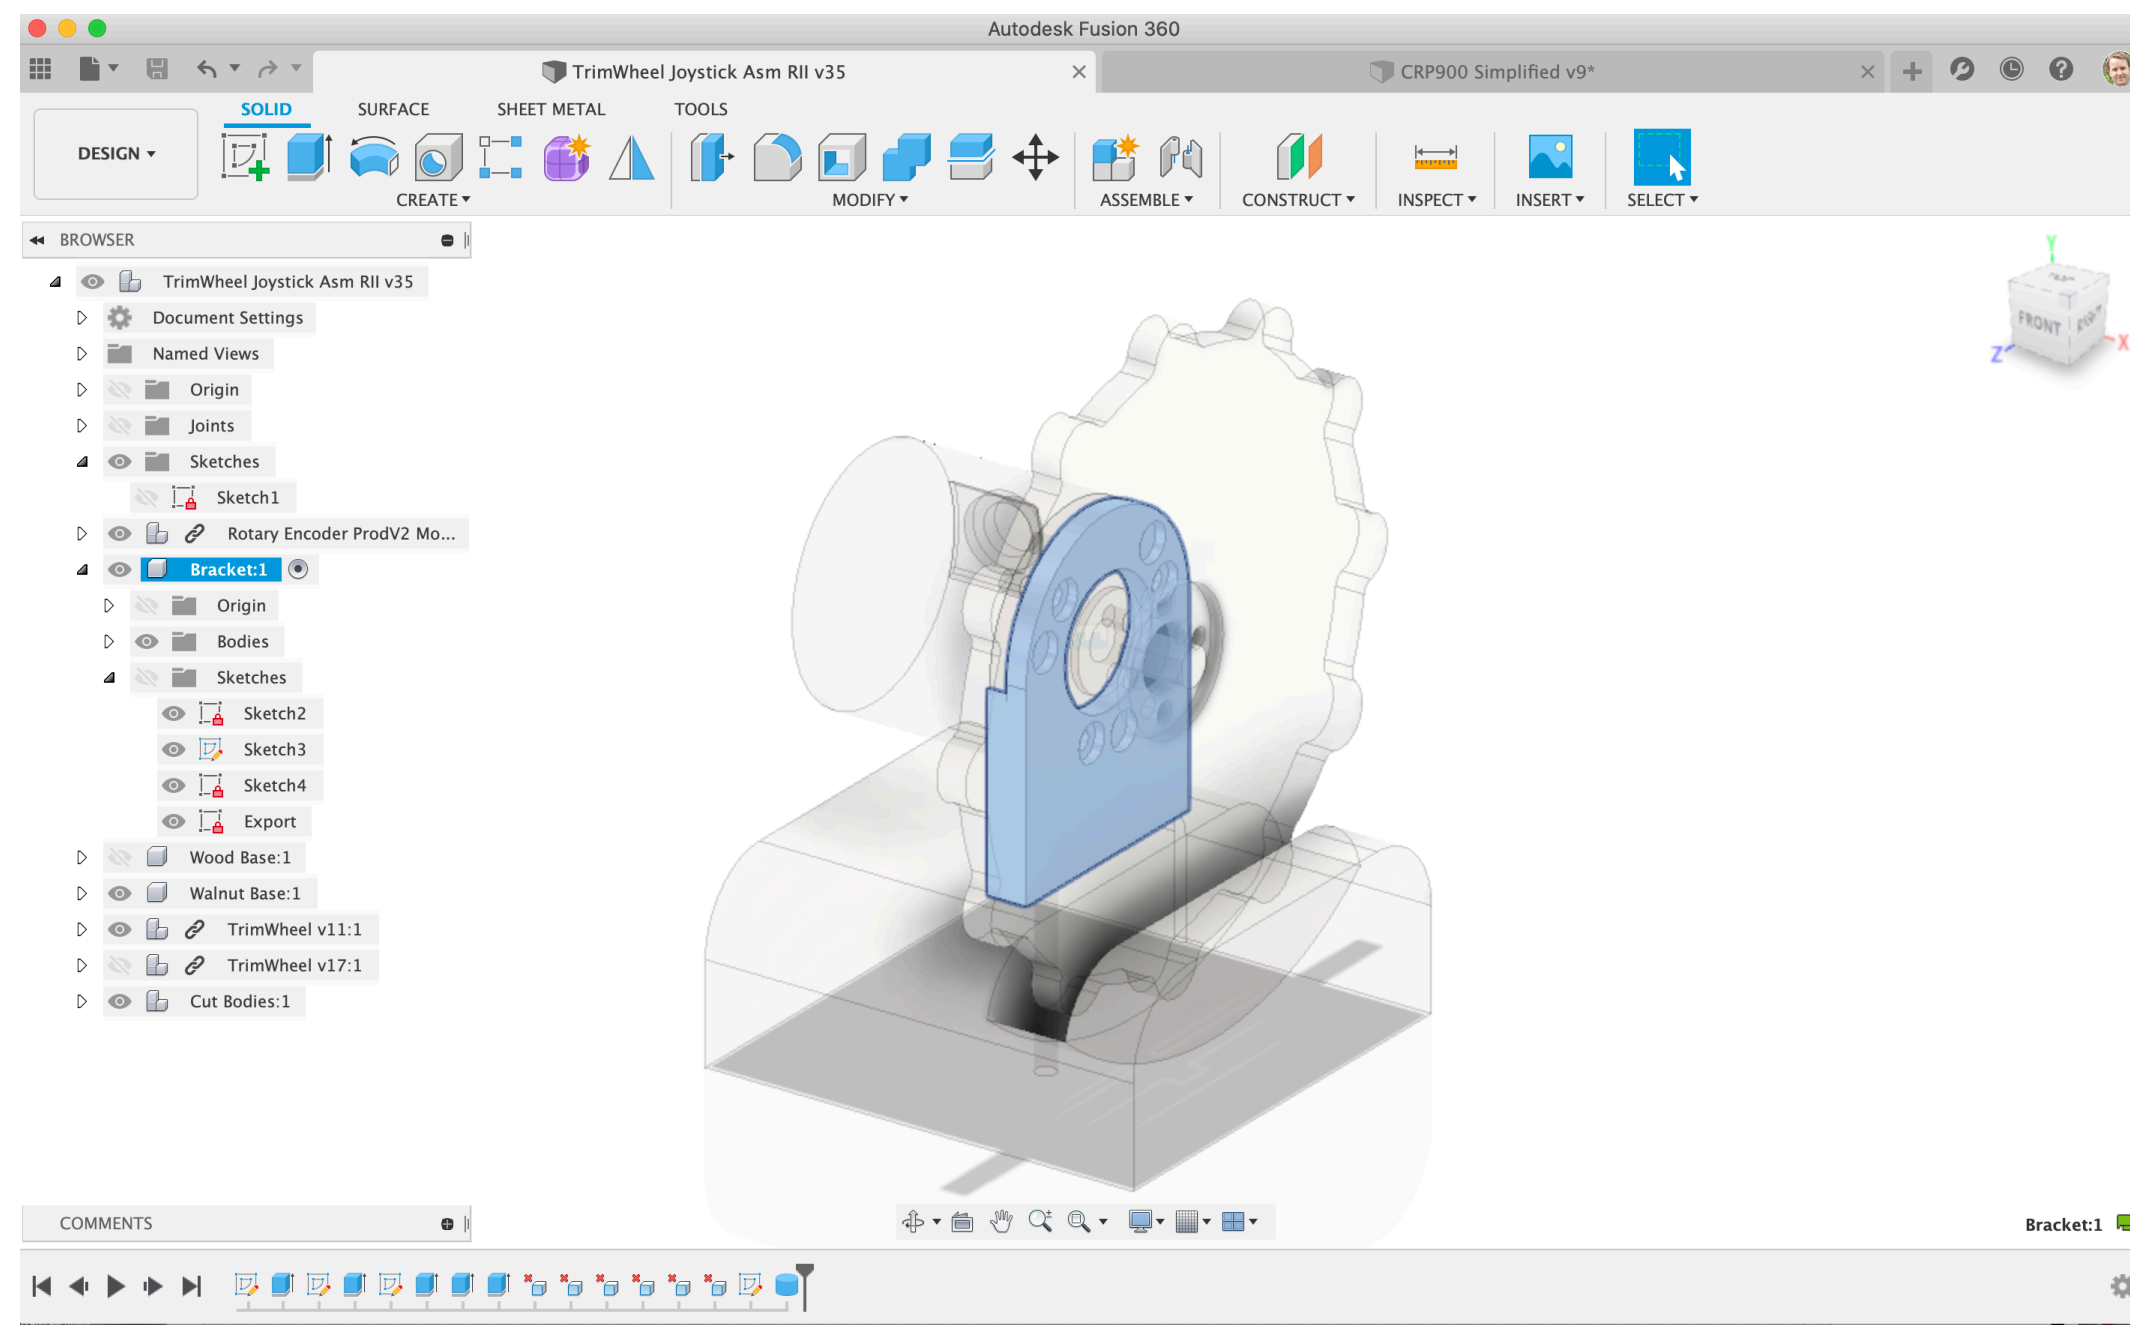 Autodesk Fusion 360
TrimWheel Joystick Asm RII v35
CRP900 Simplified v9*
SOLID
SURFACE
SHEET METAL
TOOLS
DESIGN
CREATE
MODIFY
ASSEMBLE
CONSTRUCT
INSPECT
INSERT
SELECT
BROWSER
TrimWheel Joystick Asm RII v35
Document Settings
Named Views
Origin
Joints
Sketches
Sketch1
Rotary Encoder ProdV2 Mo...
Bracket:1
Origin
Bodies
Sketches
Sketch2
Sketch3
Sketch4
Export
Wood Base:1
Walnut Base:1
TrimWheel v11:1
TrimWheel v17:1
Cut Bodies:1
Y
FRONT
RIGHT
X
Z
COMMENTS
Bracket:1